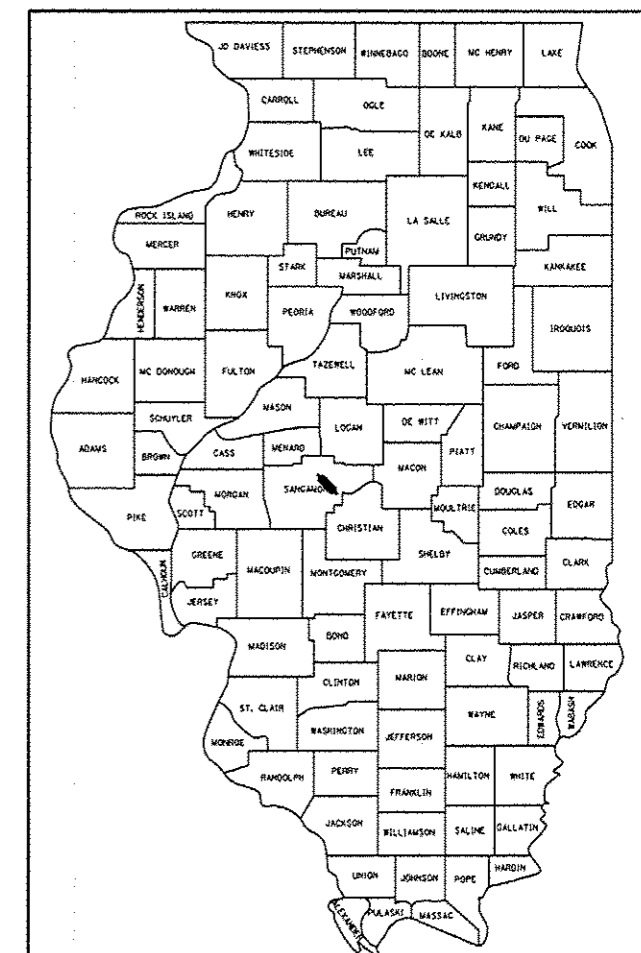 JO DAVIESS STEPHENSON WINNEBAGO BOONE MC HENRY LAKE
CARROLL OGLE DE KALB KANE DU PAGE COOK
WHITESIDE LEE KENDALL WILL
ROCK ISLAND HENRY BUREAU LA SALLE GRUNDY
MERCER PUTNAM KANKAKEE
STARK MARSHALL
HENDERSON WARREN KNOX PEORIA WOODFORD LIVINGSTON IROQUOIS
HANCOCK MC DONOUGH FULTON TAZEWELL MC LEAN FORD
MASON
SCHUYLER LOGAN DE WITT CHAMPAIGN VERMILION
ADAMS BROWN CASS MENARD MACON PIATT
PIKE SCOTT MORGAN SANGAMON MOULTRIE DOUGLAS EDGAR
CHRISTIAN COLES
CALHOUN GREENE MACOUPIN MONTGOMERY SHELBY CUMBERLAND CLARK
JERSEY FAYETTE EFFINGHAM JASPER CRAWFORD
MADISON BOND CLAY RICHLAND LAWRENCE
CLINTON MARION
ST. CLAIR WAYNE EDWARDS WABASH
MONROE WASHINGTON JEFFERSON
RANDOLPH PERRY HAMILTON WHITE
FRANKLIN
JACKSON WILLIAMSON SALINE GALLATIN
UNION JOHNSON POPE HARDIN
ALEXANDER PULASKI MASSAC